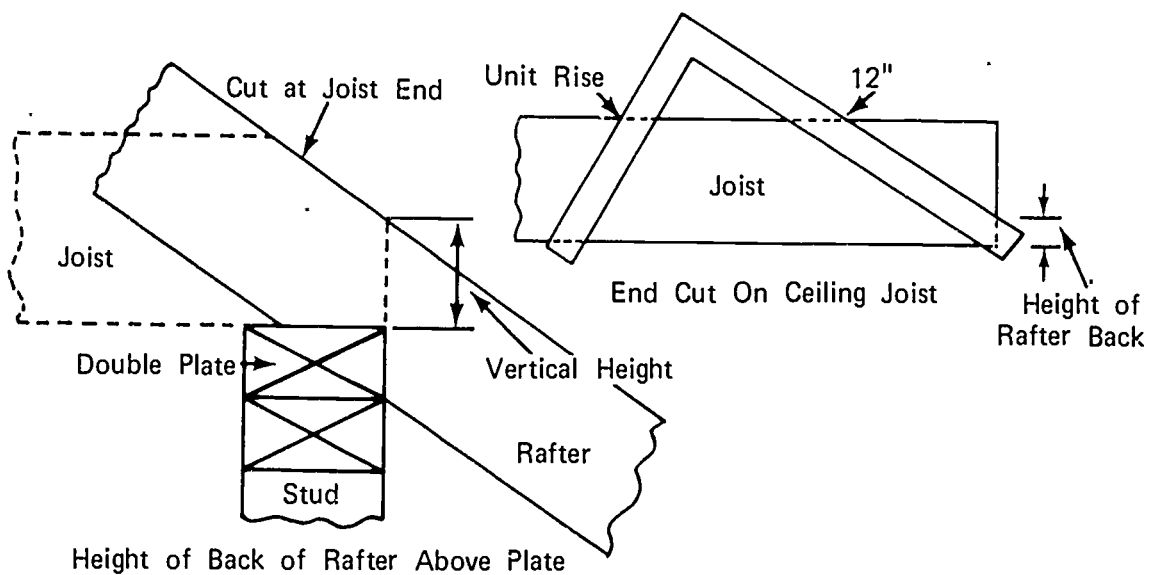 Cut at Joist End
Joist
Double Plate
Vertical Height
Rafter
Stud
Height of Back of Rafter Above Plate
Unit Rise
12"
Joist
End Cut On Ceiling Joist
Height of
Rafter Back